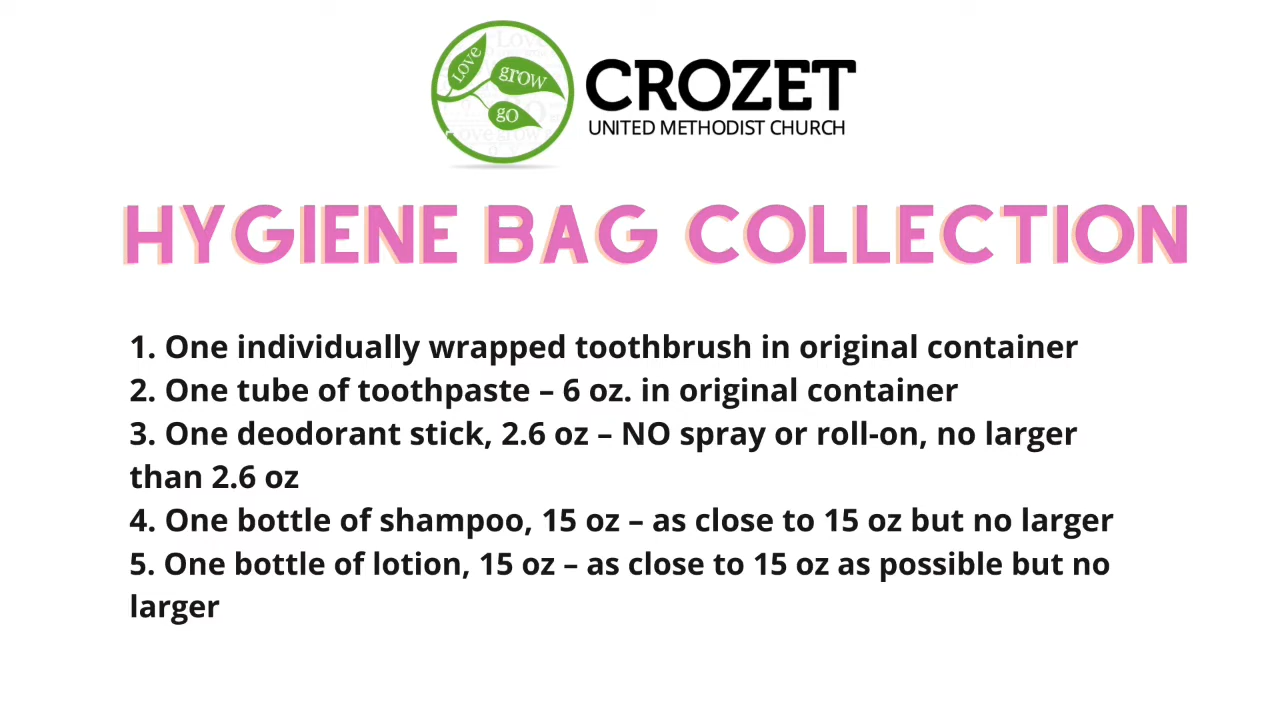 Love
grow
go
CROZET
UNITED METHODIST CHURCH
HYGIENE BAG COLLECTION
1. One individually wrapped toothbrush in original container
2. One tube of toothpaste – 6 oz. in original container
3. One deodorant stick, 2.6 oz – NO spray or roll-on, no larger
than 2.6 oz
4. One bottle of shampoo, 15 oz – as close to 15 oz but no larger
5. One bottle of lotion, 15 oz – as close to 15 oz as possible but no
larger